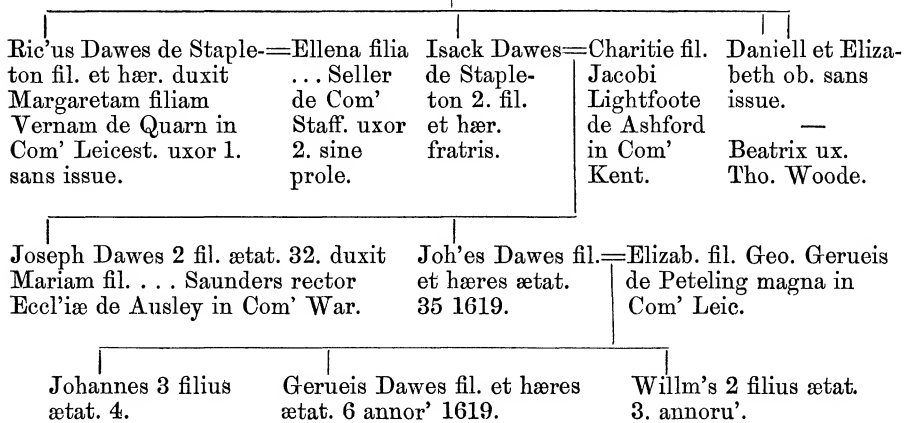 Ric'us Dawes de Staple-
ton fil. et hær. duxit
Margaretam filiam
Vernam de Quarn in
Com' Leicest. uxor 1.
sans issue.
Ellena filia
... Seller
de Com'
Staff. uxor
2. sine
prole.
Isack Dawes
de Staple-
ton 2. fil.
et hær.
fratris.
Charitie fil.
Jacobi
Lightfoote
de Ashford
in Com'
Kent.
Daniell et Eliza-
beth ob. sans
issue.
—
Beatrix ux.
Tho. Woode.
Joseph Dawes 2 fil. ætat. 32. duxit
Mariam fil. .... Saunders rector
Eccl'iæ de Ausley in Com' War.
Joh'es Dawes fil.
et hæres ætat.
35 1619.
Elizab. fil. Geo. Gerueis
de Peteling magna in
Com' Leic.
Johannes 3 filius
ætat. 4.
Gerueis Dawes fil. et hæres
ætat. 6 annor' 1619.
Willm's 2 filius ætat.
3. annoru'.